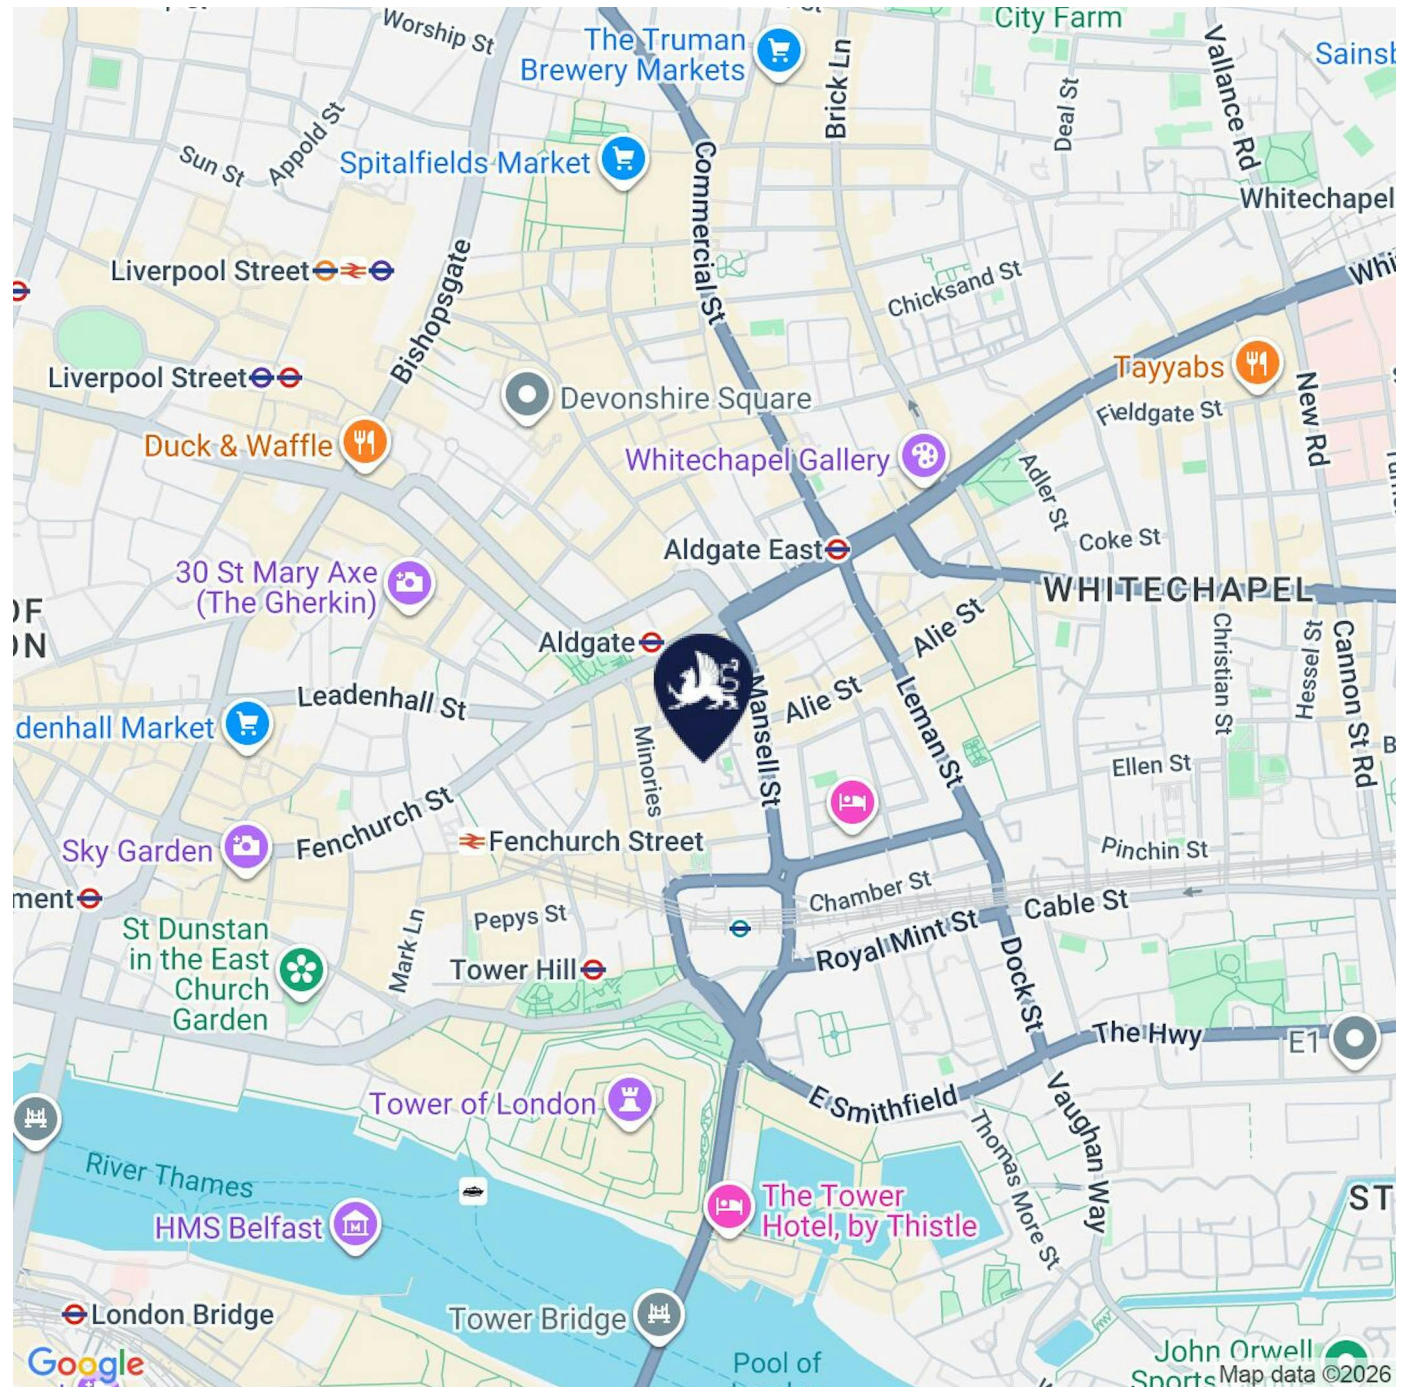 Worship St
City Farm
The Truman
Brewery Markets
Brick Ln
Vallance Rd
Deal St
Sun St
Appold St
Spitalfields Market
Commercial St
Whitechapel
Liverpool Street
Bishopsgate
Chicksand St
Liverpool Street
Devonshire Square
Tayyabs
Fieldgate St
New Rd
Duck & Waffle
Whitechapel Gallery
Adler St
Coke St
Aldgate East
30 St Mary Axe
(The Gherkin)
WHITECHAPEL
OF
ON
Aldgate
Alie St
Christian St
Hessel St
Cannon St Rd
Leadenhall St
Mansell St
Alie St
Leman St
denhall Market
Minories
Ellen St
Fenchurch St
Fenchurch Street
Sky Garden
Pinchin St
ment
Chamber St
Cable St
Pepys St
Royal Mint St
St Dunstan
in the East
Church
Garden
Mark Ln
Tower Hill
Dock St
The Hwy
E1
Tower of London
E Smithfield
Vaughan Way
Thomas More St
River Thames
The Tower
Hotel, by Thistle
ST
HMS Belfast
London Bridge
Tower Bridge
Google
Pool of
John Orwell
Sports
Map data ©2026